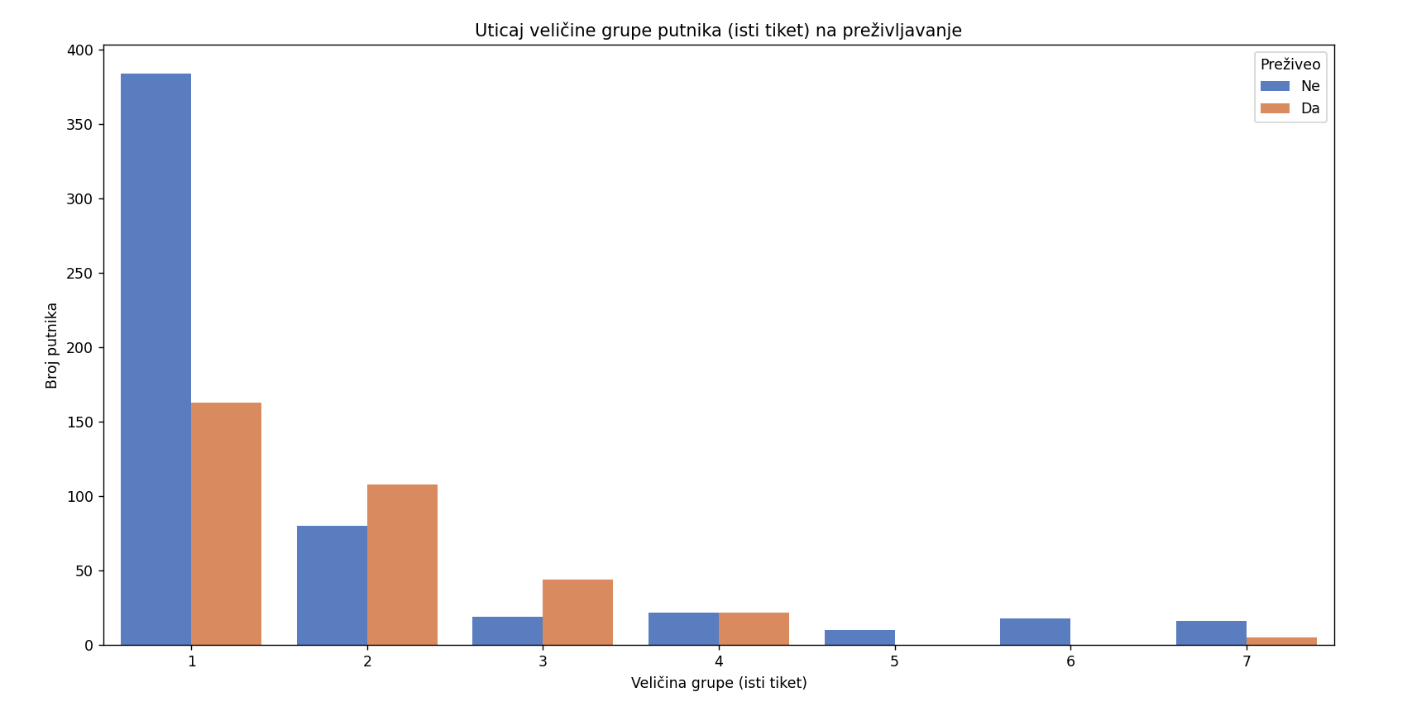 Uticaj veličine grupe putnika (isti tiket) na preživljavanje
Preživeo
Ne
Da
Broj putnika
400
350
300
250
200
150
100
50
0
1 2 3 4 5 6 7
Veličina grupe (isti tiket)